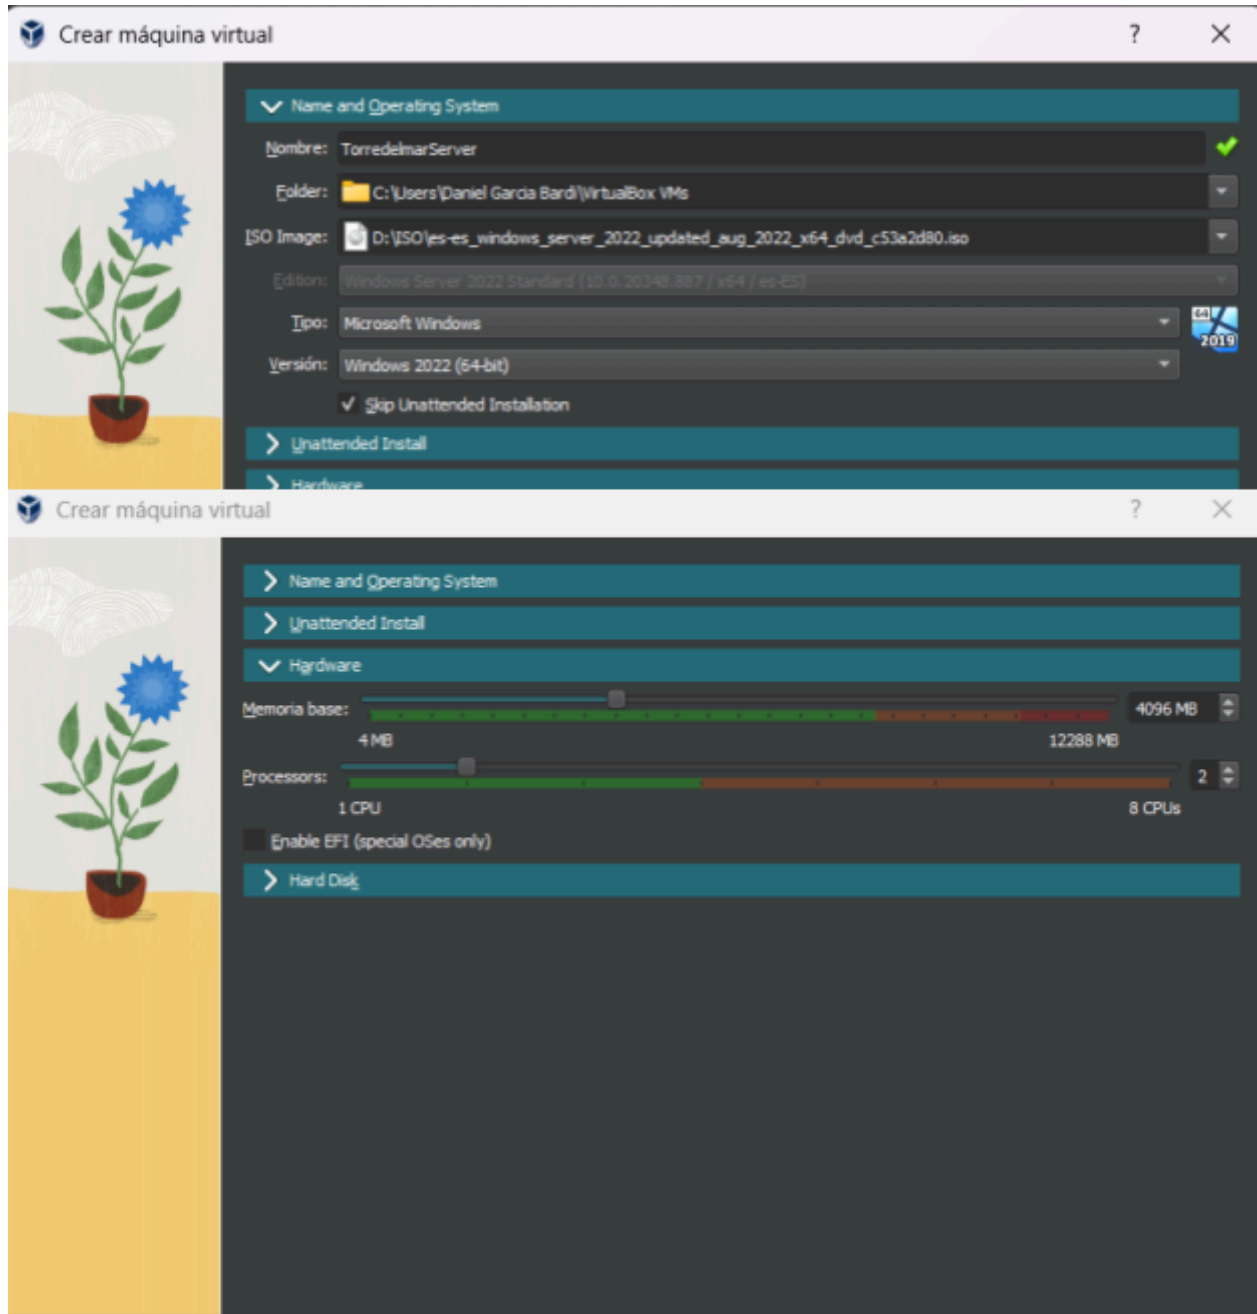 Crear máquina virtual
?
Name and Operating System
Nombre: TorredelmarServer
Folder: C:\Users\Daniel Garcia Bardi\VirtualBox VMs
ISO Image: D:\ISO\es-es_windows_server_2022_updated_aug_2022_x64_dvd_c53a2d80.iso
Edition: Windows Server 2022 Standard (10.0.20348.887 / x64 / es-ES)
Tipo: Microsoft Windows
64
2019
Versión: Windows 2022 (64-bit)
Skip Unattended Installation
Unattended Install
Hardware
Crear máquina virtual
?
Name and Operating System
Unattended Install
Hardware
Memoria base: 4096 MB
4 MB 12288 MB
Processors: 2
1 CPU 8 CPUs
Enable EFI (special OSes only)
Hard Disk